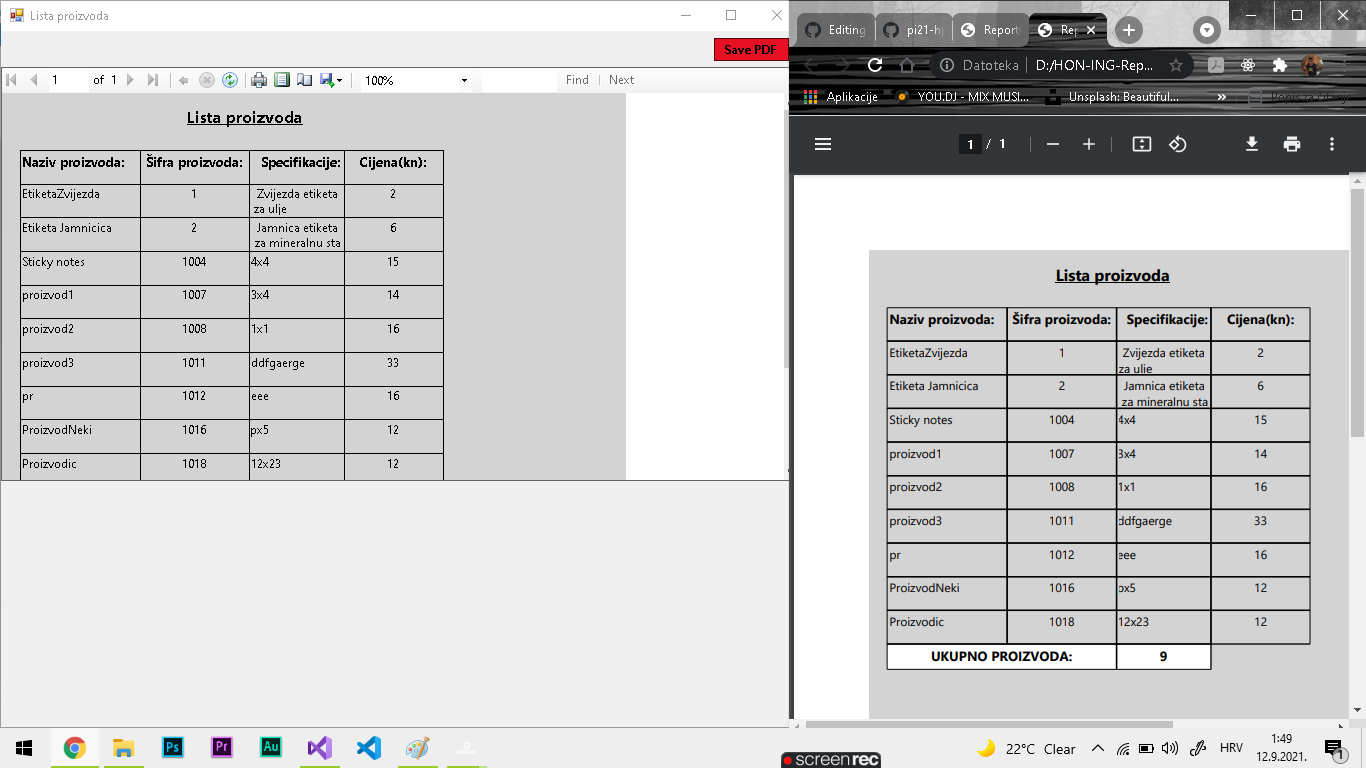 Lista proizvoda
Save PDF
1 of 1 100% Find | Next
Lista proizvoda
Naziv proizvoda: Šifra proizvoda: Specifikacije: Cijena(kn):
EtiketaZvijezda 1 Zvijezda etiketa za ulje 2
Etiketa Jamnicica 2 Jamnica etiketa za mineralnu sta 6
Sticky notes 1004 4x4 15
proizvod1 1007 3x4 14
proizvod2 1008 1x1 16
proizvod3 1011 ddfgaerge 33
pr 1012 eee 16
ProizvodNeki 1016 px5 12
Proizvodic 1018 12x23 12
Editing pi21-h Report Rep
Datoteka | D:/HON-ING-Rep...
Aplikacije YOU.DJ - MIX MUSI... Unsplash: Beautiful... »
1 / 1
Lista proizvoda
Naziv proizvoda: Šifra proizvoda: Specifikacije: Cijena(kn):
EtiketaZvijezda 1 Zvijezda etiketa za ulje 2
Etiketa Jamnicica 2 Jamnica etiketa za mineralnu sta 6
Sticky notes 1004 4x4 15
proizvod1 1007 3x4 14
proizvod2 1008 1x1 16
proizvod3 1011 ddfgaerge 33
pr 1012 eee 16
ProizvodNeki 1016 px5 12
Proizvodic 1018 12x23 12
UKUPNO PROIZVODA: 9
Ps Pr Au
screenrec
22°C Clear HRV 1:49
12.9.2021.
1